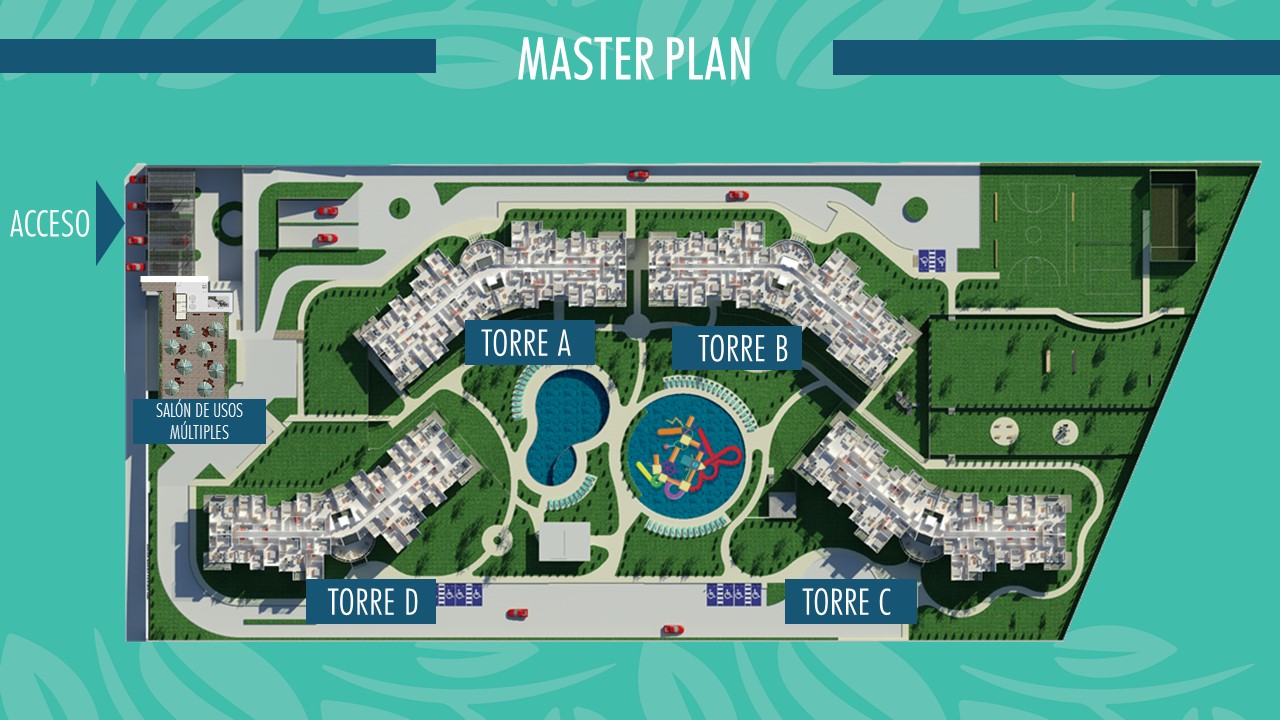 MASTER PLAN
ACCESO
TORRE A
TORRE B
SALÓN DE USOS
MÚLTIPLES
TORRE D
TORRE C